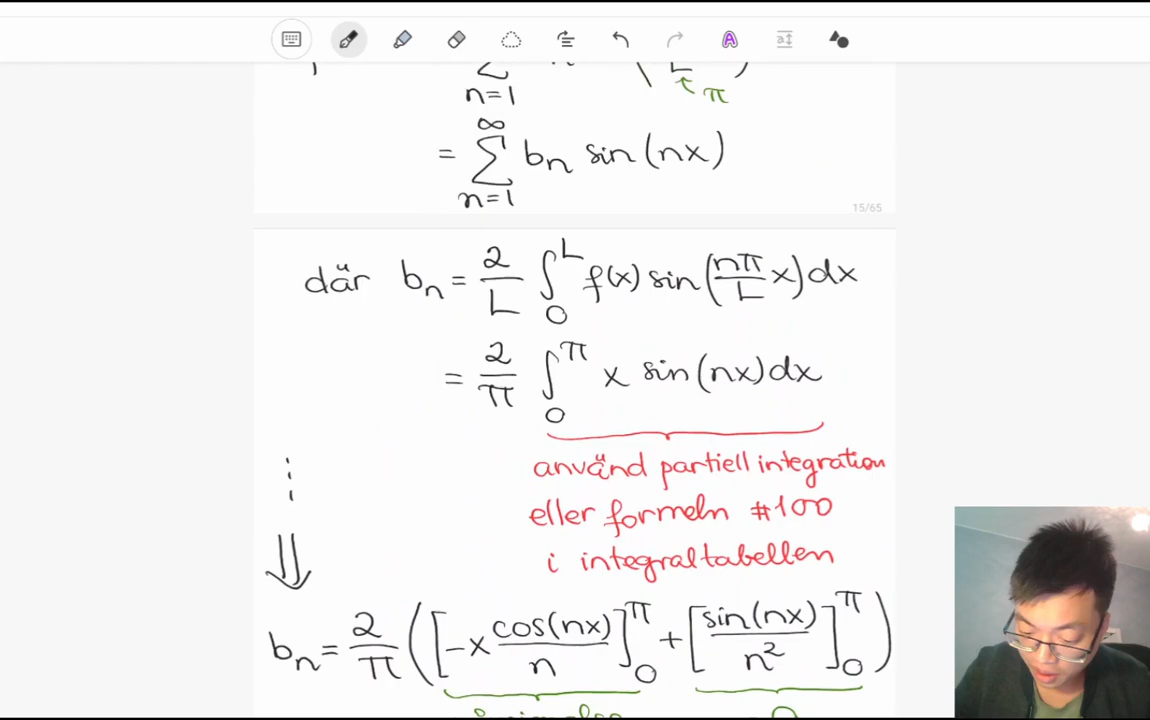 n=1
L
π
= ∞ ∑ n=1 bn sin(nx)
15/65
där bn = 2/L ∫₀ᴸ f(x) sin(nπ/L x)dx
= 2/π ∫₀^π x sin(nx)dx
använd partiell integration
eller formeln #100
i integraltabellen
bn = 2/π ([-x cos(nx)/n]₀^π + [sin(nx)/n²]₀^π)